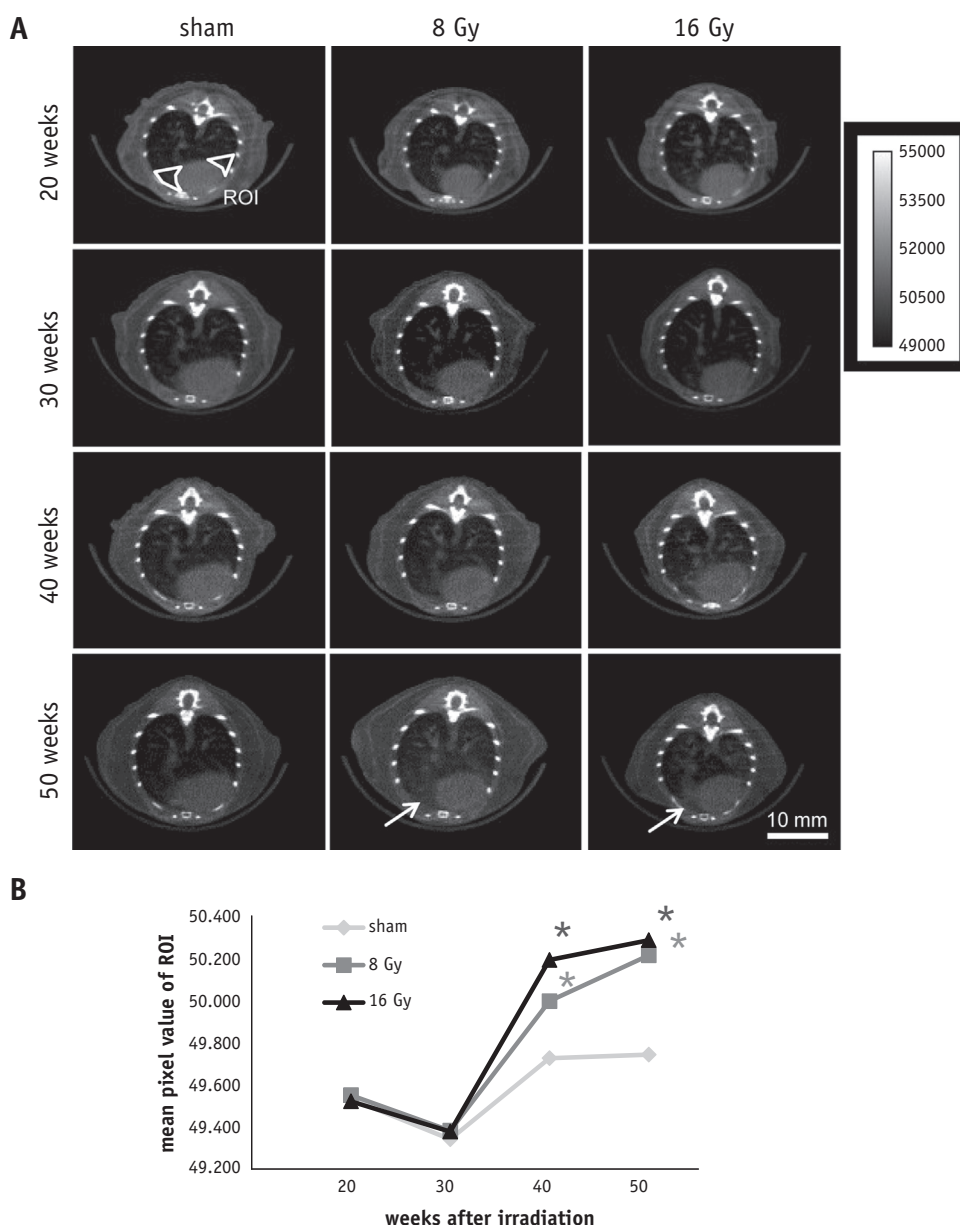 A
sham 8 Gy 16 Gy
20 weeks
ROI
55000
53500
52000
50500
49000
30 weeks
40 weeks
50 weeks
10 mm
B
mean pixel value of ROI
50.400
50.200
50.000
49.800
49.600
49.400
49.200
sham
8 Gy
16 Gy
*
*
*
*
20 30 40 50
weeks after irradiation